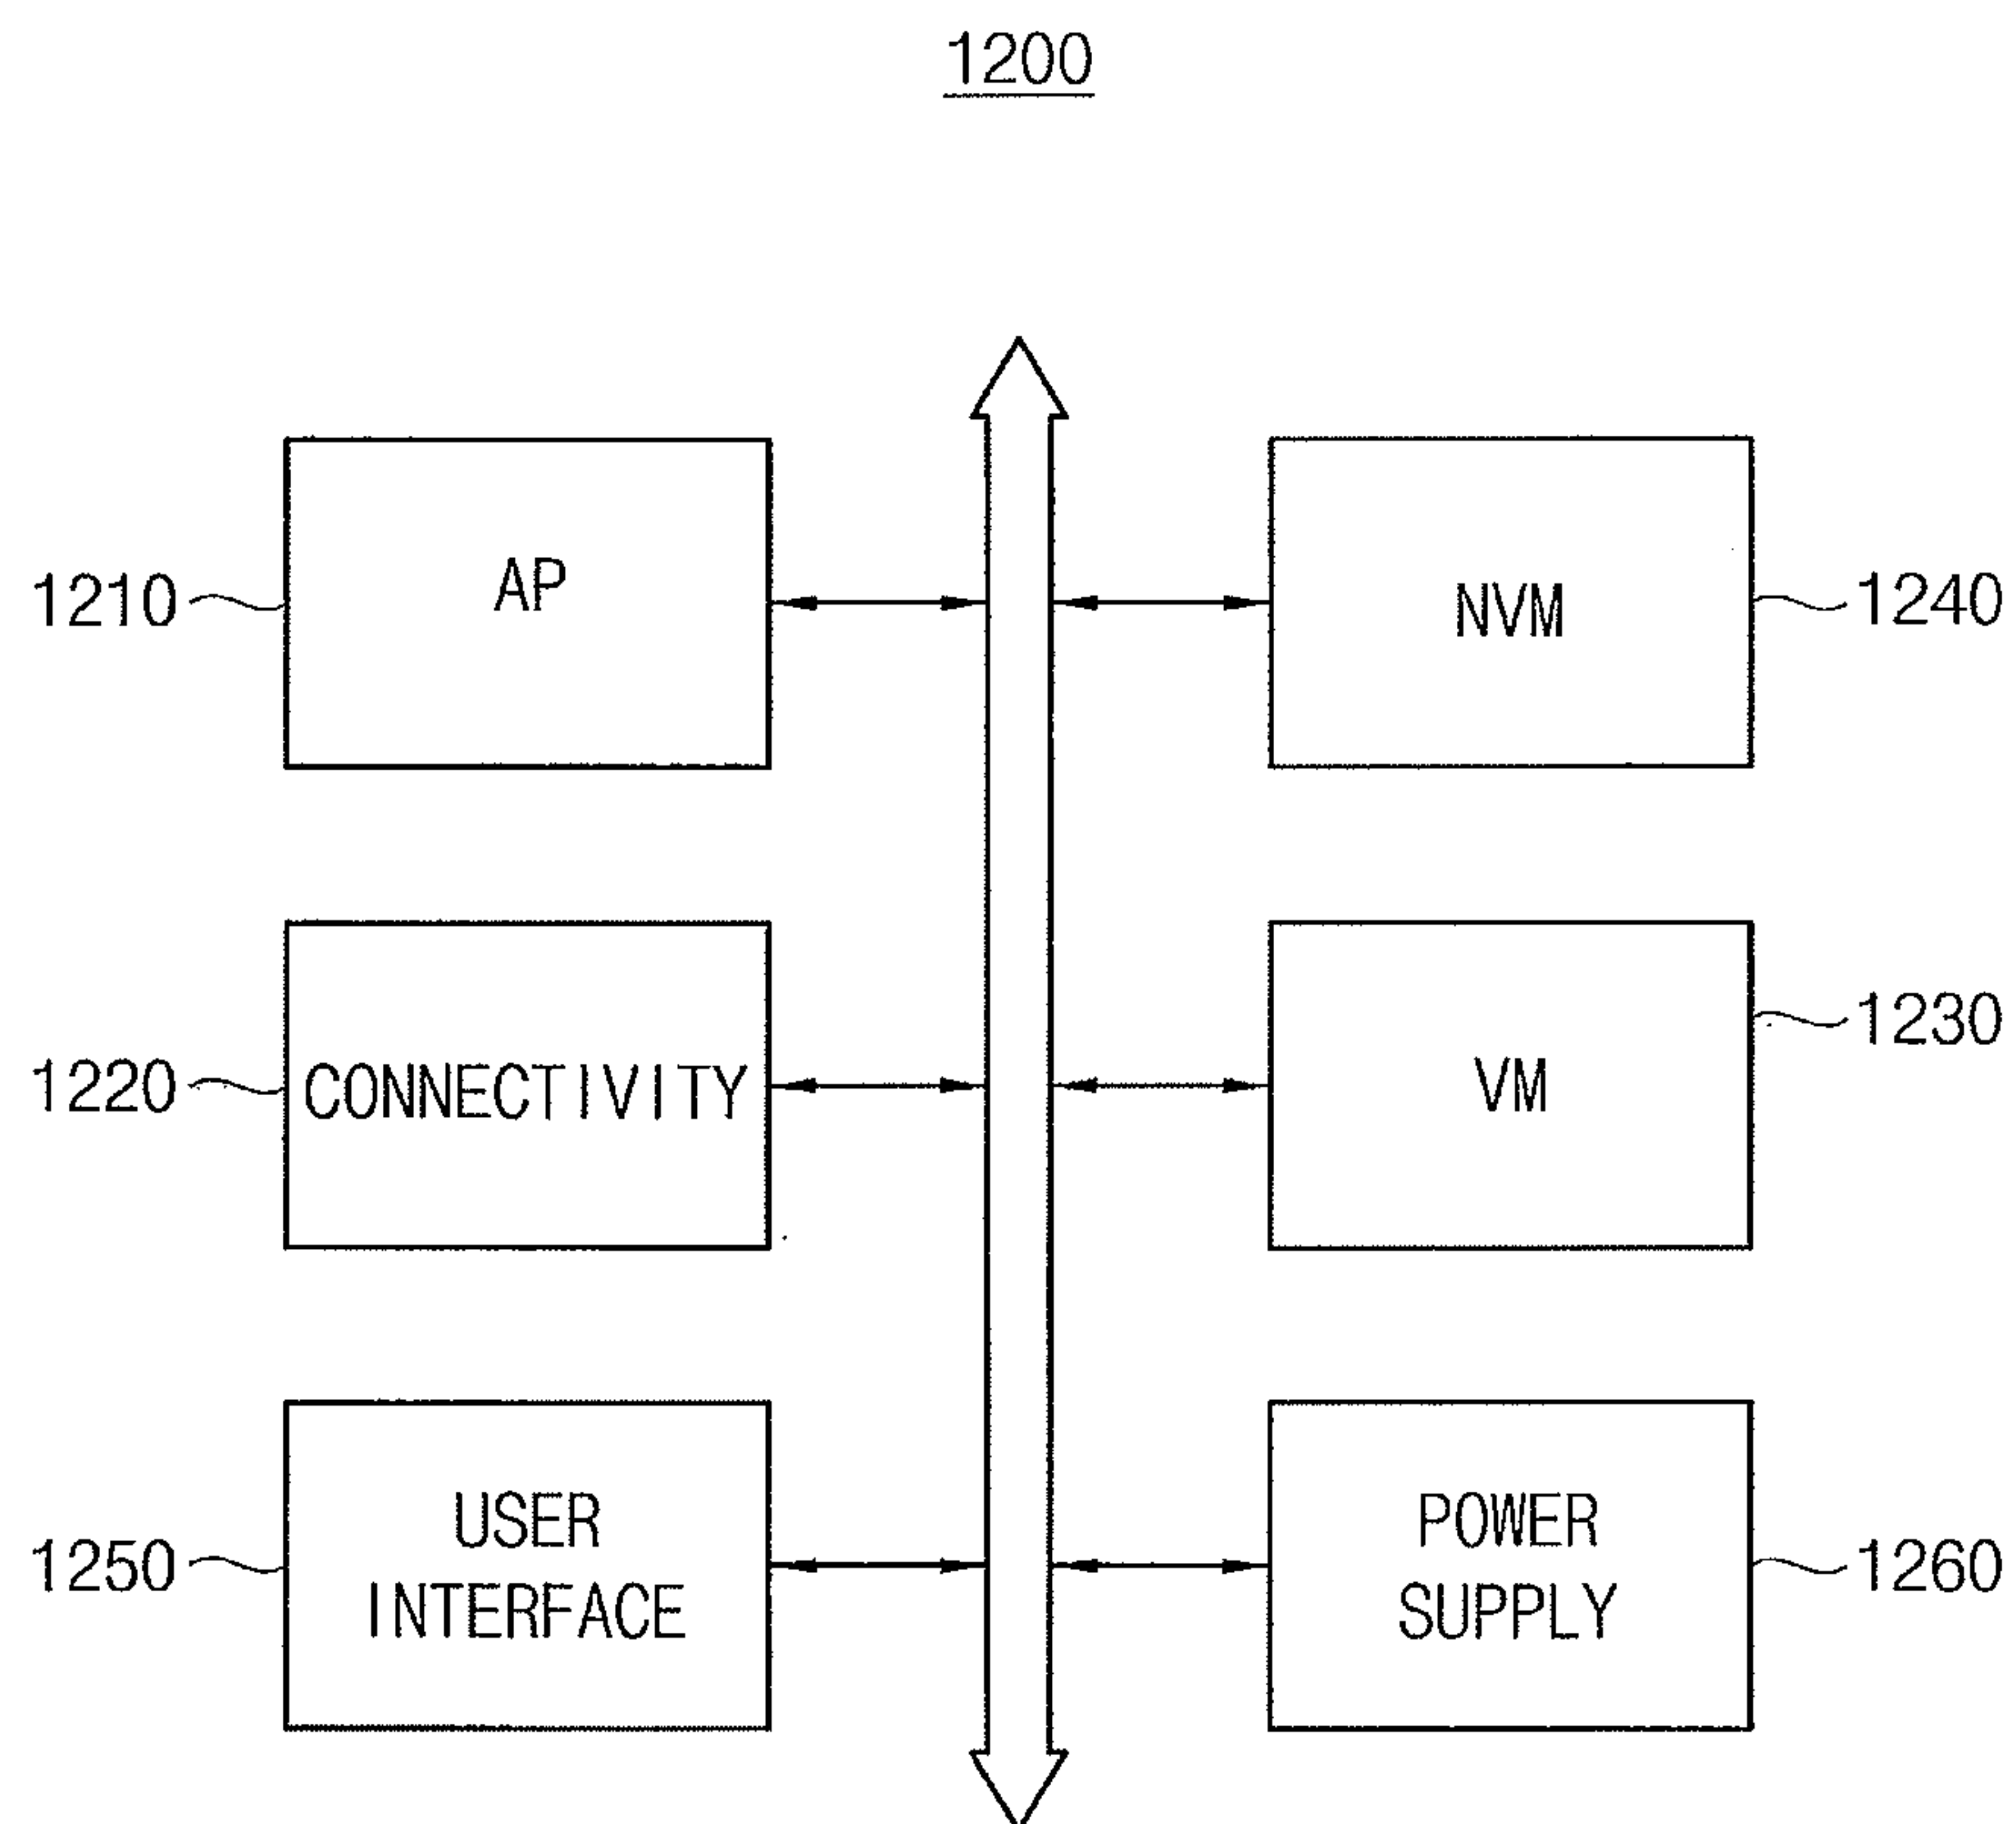 1200
1210
AP
NVM
1240
1220
CONNECTIVITY
VM
1230
1250
USER
INTERFACE
POWER
SUPPLY
1260